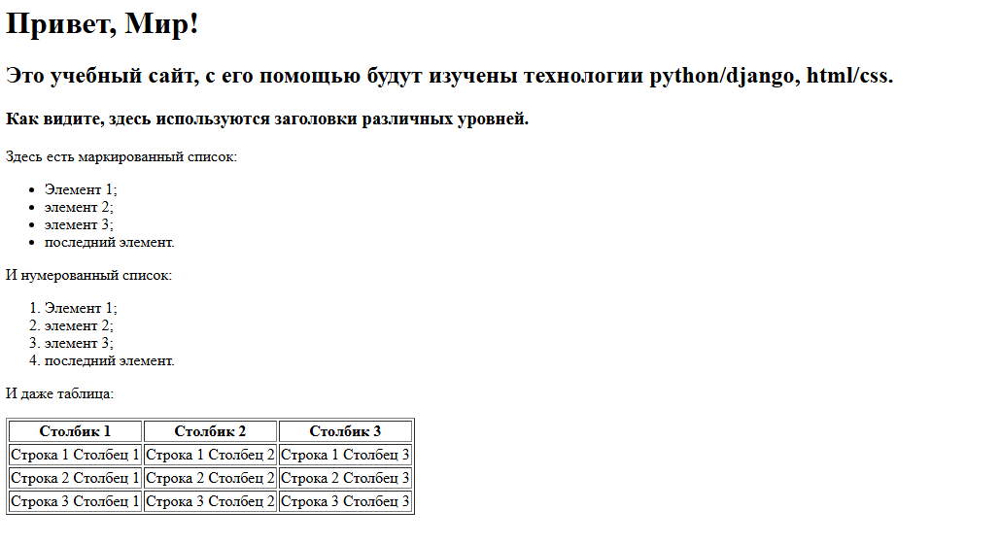 Привет, Мир!
Это учебный сайт, с его помощью будут изучены технологии python/django, html/css.
Как видите, здесь используются заголовки различных уровней.
Здесь есть маркированный список:
• Элемент 1;
• элемент 2;
• элемент 3;
• последний элемент.
И нумерованный список:
1. Элемент 1;
2. элемент 2;
3. элемент 3;
4. последний элемент.
И даже таблица:
Столбик 1 Столбик 2 Столбик 3
Строка 1 Столбец 1 Строка 1 Столбец 2 Строка 1 Столбец 3
Строка 2 Столбец 1 Строка 2 Столбец 2 Строка 2 Столбец 3
Строка 3 Столбец 1 Строка 3 Столбец 2 Строка 3 Столбец 3